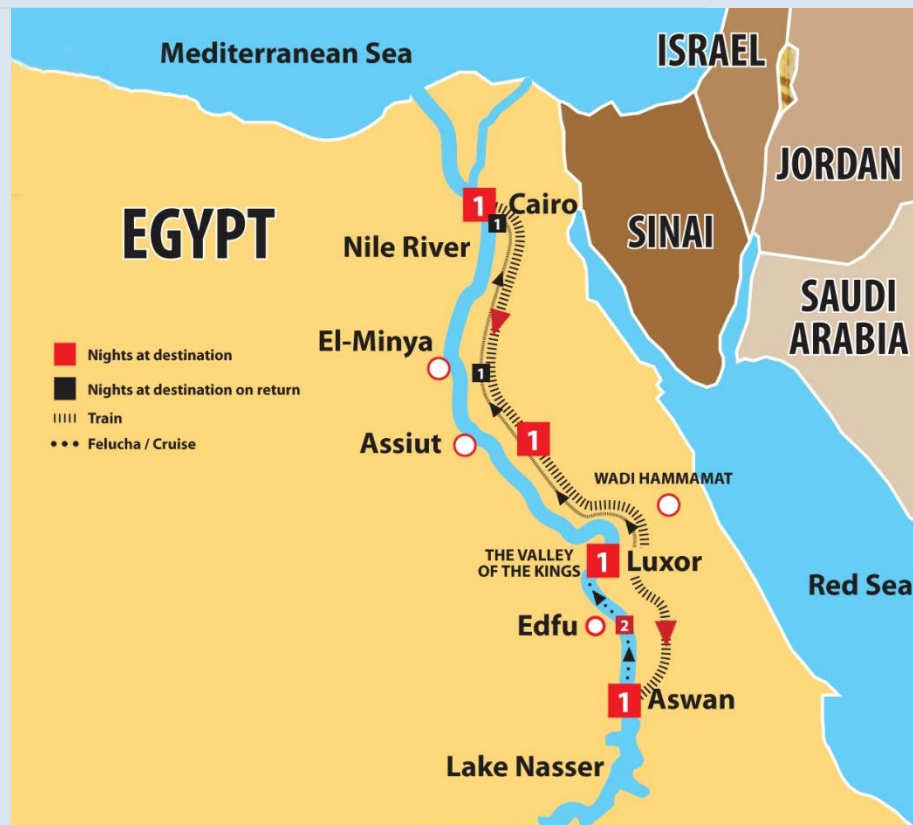 Mediterranean Sea
ISRAEL
JORDAN
1
Cairo
1
EGYPT
SINAI
Nile River
SAUDI
ARABIA
El-Minya
Nights at destination
1
Nights at destination on return
Train
Assiut
1
Felucha / Cruise
WADI HAMMAMAT
THE VALLEY
OF THE KINGS
1
Luxor
Red Sea
Edfu
2
1
Aswan
Lake Nasser